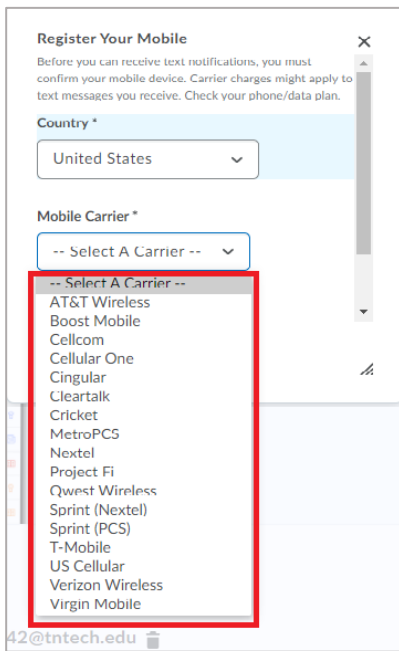 Register Your Mobile
Before you can receive text notifications, you must
confirm your mobile device. Carrier charges might apply to
text messages you receive. Check your phone/data plan.
Country *
United States
Mobile Carrier *
-- Select A Carrier --
-- Select A Carrier --
AT&T Wireless
Boost Mobile
Cellcom
Cellular One
Cingular
Cleartalk
Cricket
MetroPCS
Nextel
Project Fi
Qwest Wireless
Sprint (Nextel)
Sprint (PCS)
T-Mobile
US Cellular
Verizon Wireless
Virgin Mobile
42@tntech.edu